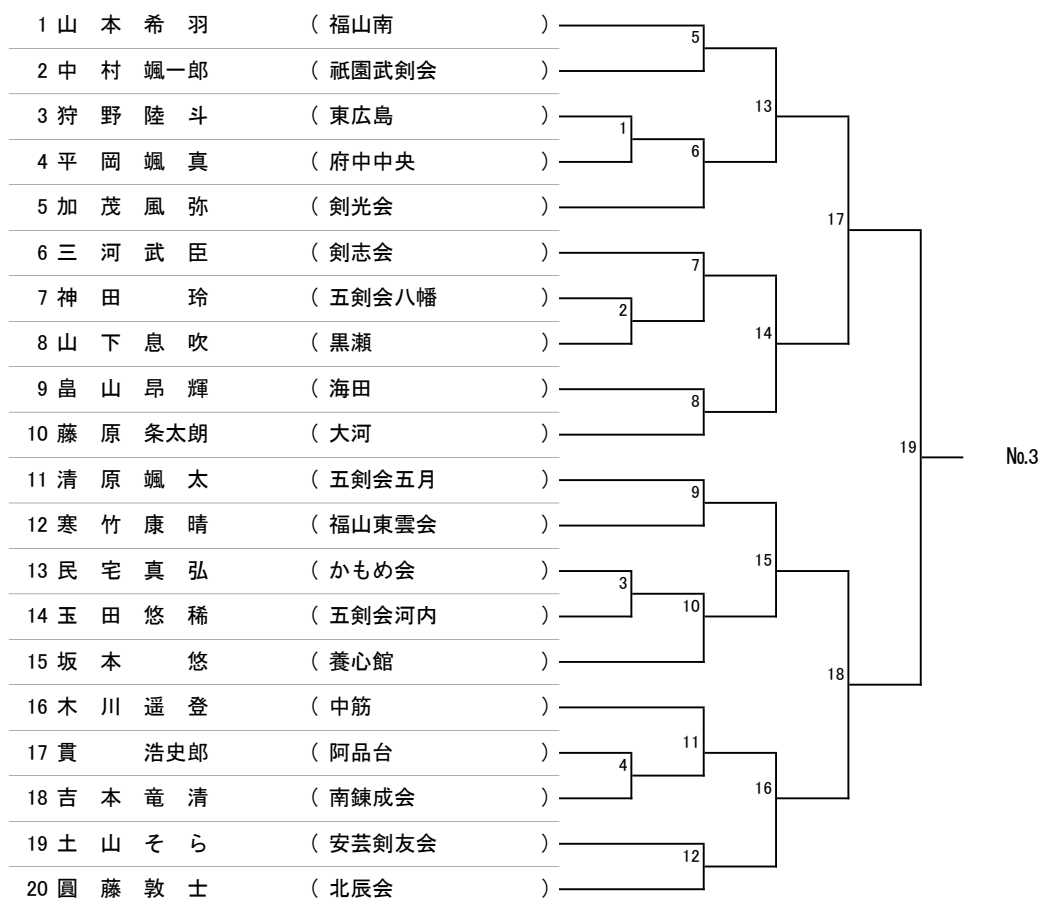 1 山 本 希 羽 ( 福山南 )
5
2 中 村 颯一郎 ( 祇園武剣会 )
13
3 狩 野 陸 斗 ( 東広島 )
1
4 平 岡 颯 真 ( 府中中央 )
6
5 加 茂 風 弥 ( 剣光会 )
17
6 三 河 武 臣 ( 剣志会 )
7
7 神 田 玲 ( 五剣会八幡 )
2
8 山 下 息 吹 ( 黒瀬 )
14
9 畠 山 昂 輝 ( 海田 )
8
10 藤 原 条太朗 ( 大河 )
19 №3
11 清 原 颯 太 ( 五剣会五月 )
9
12 寒 竹 康 晴 ( 福山東雲会 )
15
13 民 宅 真 弘 ( かもめ会 )
3
14 玉 田 悠 稀 ( 五剣会河内 )
10
15 坂 本 悠 ( 養心館 )
18
16 木 川 遥 登 ( 中筋 )
11
17 貫 浩史郎 ( 阿品台 )
4
18 吉 本 竜 清 ( 南錬成会 )
16
19 土 山 そ ら ( 安芸剣友会 )
12
20 圓 藤 敦 士 ( 北辰会 )